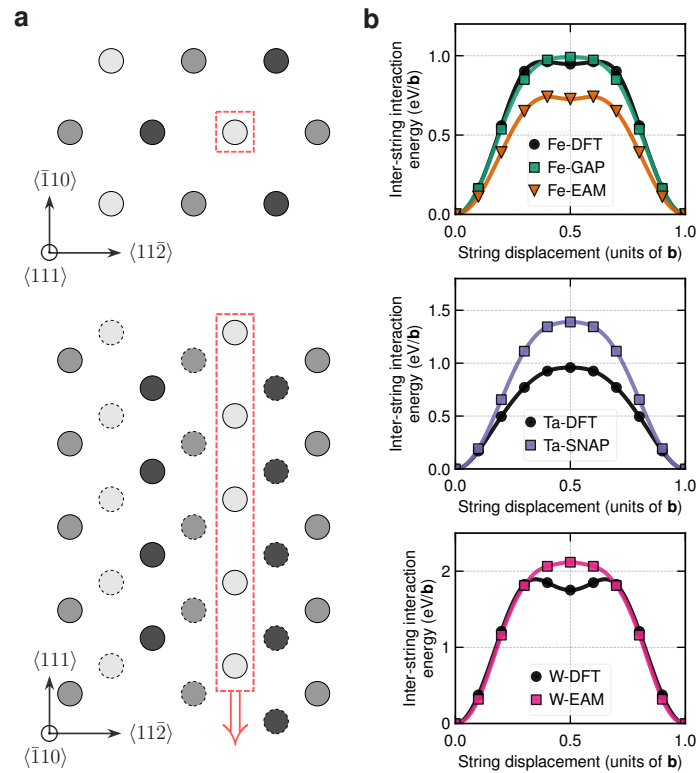 a
⟨1̄10⟩
⟨111⟩
⟨112̄⟩
⟨111⟩
⟨1̄10⟩
⟨112̄⟩
b
Inter-string interaction
energy (eV/b)
1.0
0.5
0.0
Fe-DFT
Fe-GAP
Fe-EAM
0.0 0.5 1.0
String displacement (units of b)
Inter-string interaction
energy (eV/b)
1.5
1.0
0.5
0.0
Ta-DFT
Ta-SNAP
0.0 0.5 1.0
String displacement (units of b)
Inter-string interaction
energy (eV/b)
2
1
0
W-DFT
W-EAM
0.0 0.5 1.0
String displacement (units of b)